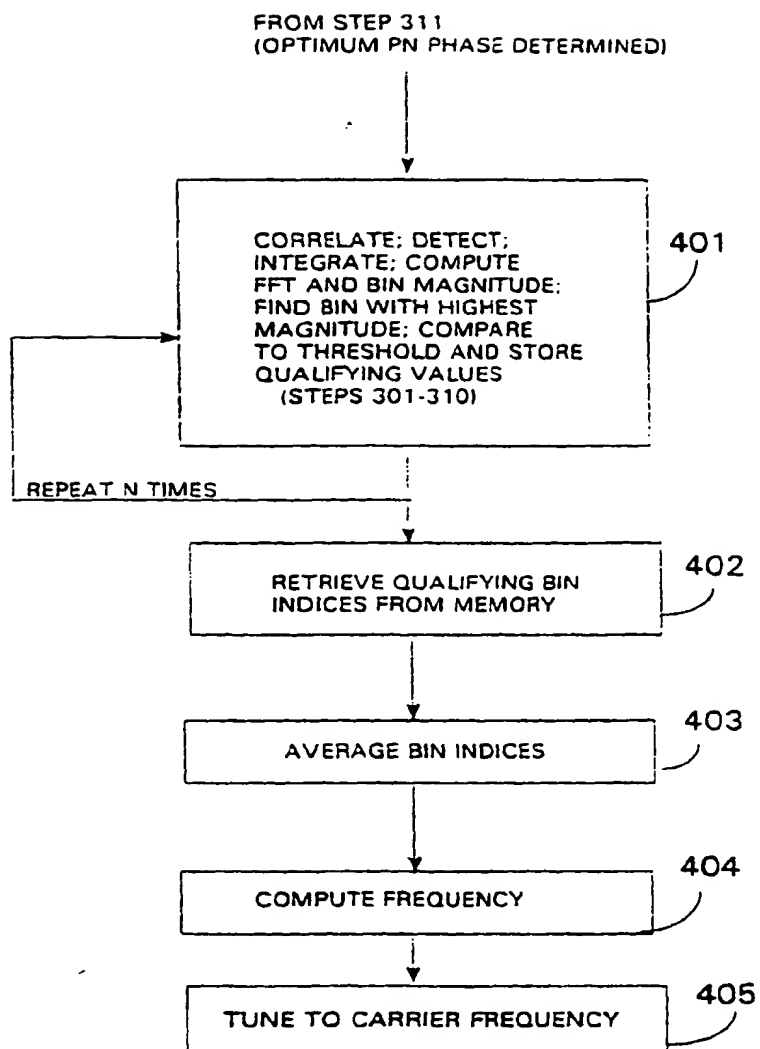 FROM STEP 311
(OPTIMUM PN PHASE DETERMINED)
CORRELATE; DETECT;
INTEGRATE; COMPUTE
FFT AND BIN MAGNITUDE;
FIND BIN WITH HIGHEST
MAGNITUDE; COMPARE
TO THRESHOLD AND STORE
QUALIFYING VALUES
(STEPS 301-310)
401
REPEAT N TIMES
RETRIEVE QUALIFYING BIN
INDICES FROM MEMORY
402
AVERAGE BIN INDICES
403
COMPUTE FREQUENCY
404
TUNE TO CARRIER FREQUENCY
405